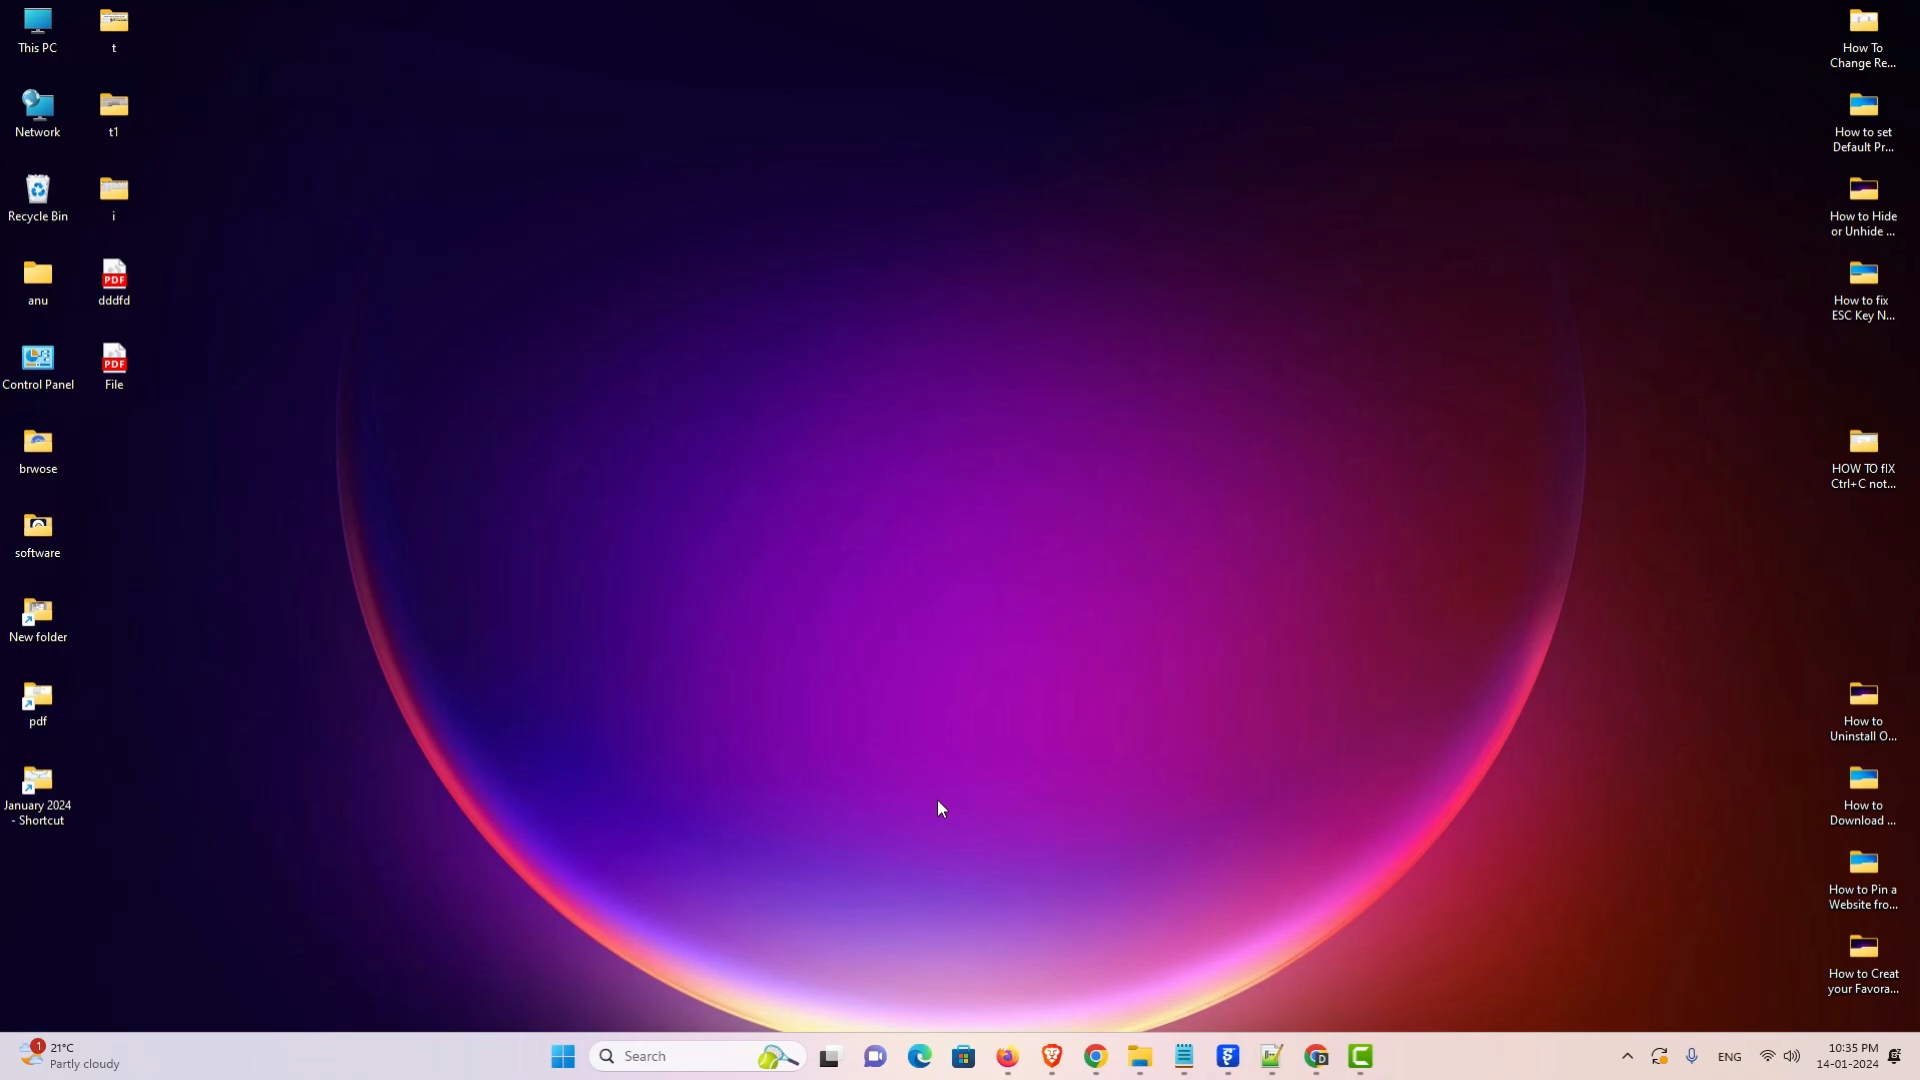 This PC
t
Network
t1
Recycle Bin
i
anu
PDF
dddfd
Control Panel
PDF
File
brwose
software
New folder
pdf
January 2024
- Shortcut
How To
Change Re...
How to set
Default Pr...
How to Hide
or Unhide ...
How to fix
ESC Key N...
HOW TO fIX
Ctrl+C not...
How to
Uninstall O...
How to
Download ...
How to Pin a
Website fro...
How to Creat
your Favora...
1
21°C
Partly cloudy
Search
D
ENG
10:35 PM
14-01-2024